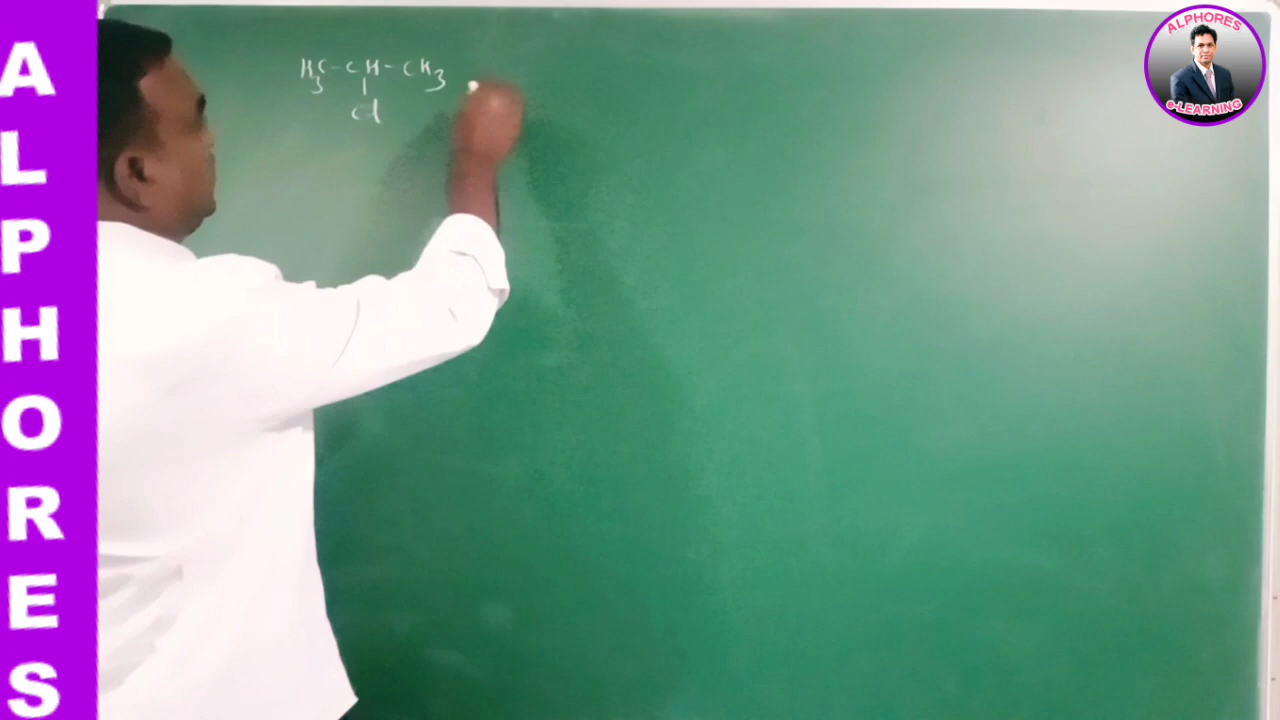 ALPHORES
H₃C-CH-CH₃
|
Cl
ALPHORES
e-LEARNING